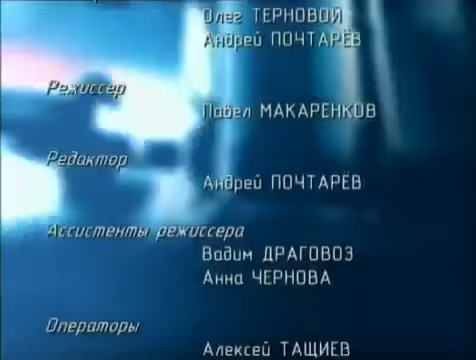 Олег ТЕРНОВОЙ
Андрей ПОЧТАРЁВ
Режиссер
Павел МАКАРЕНКОВ
Редактор
Андрей ПОЧТАРЁВ
Ассистенты режиссера
Вадим ДРАГОВОЗ
Анна ЧЕРНОВА
Операторы
Алексей ТАЩИЕВ